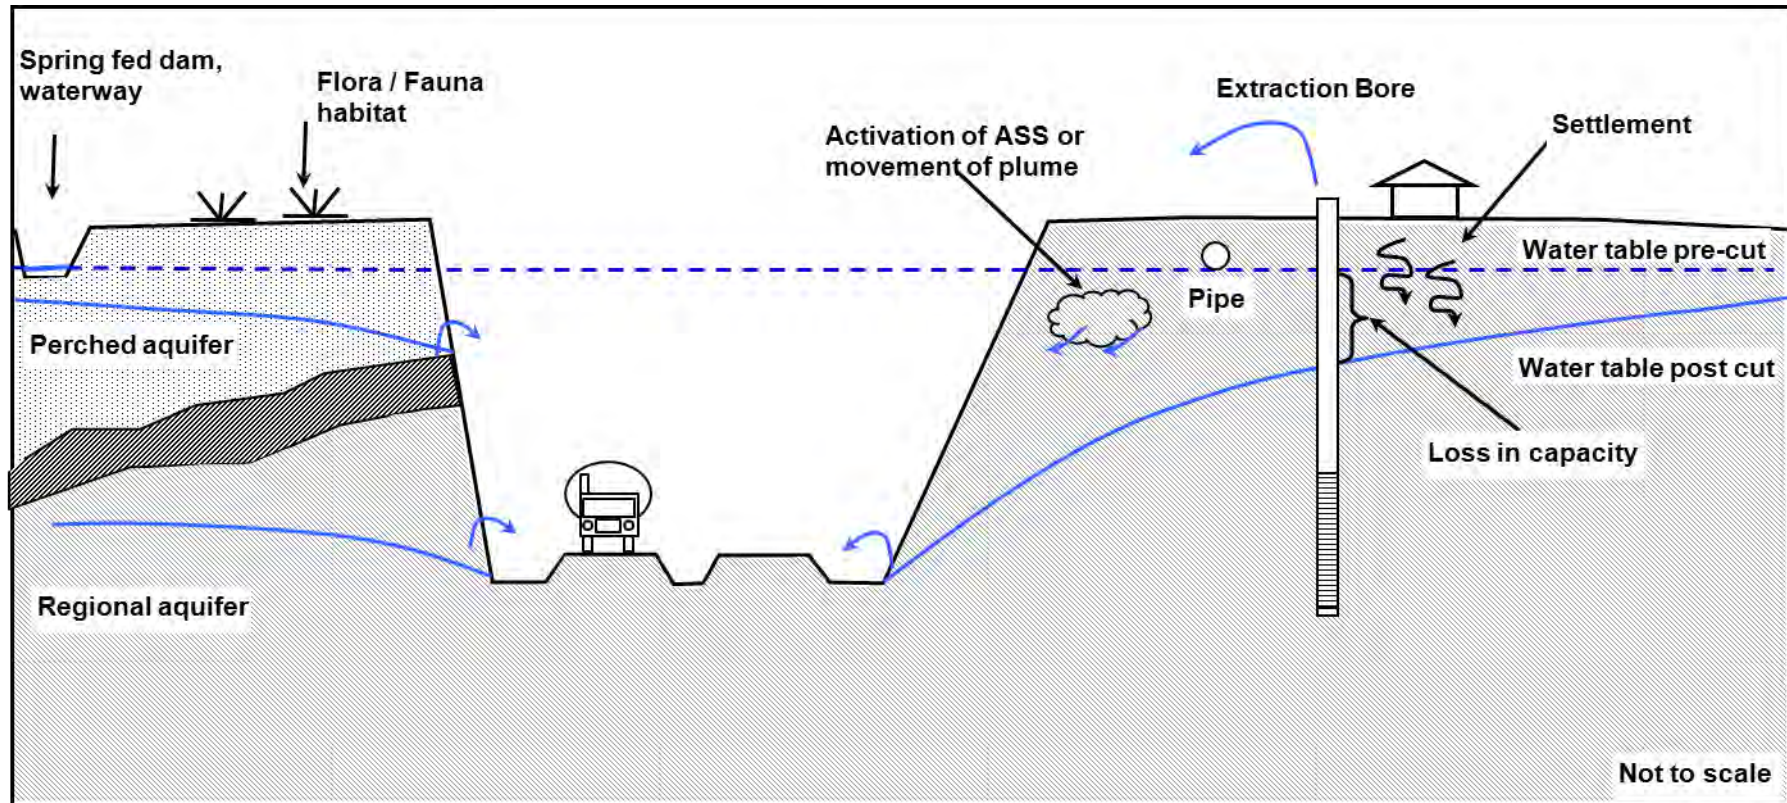 Spring fed dam,
waterway
Flora / Fauna
habitat
Activation of ASS or
movement of plume
Extraction Bore
Settlement
Water table pre-cut
Pipe
Perched aquifer
Water table post cut
Loss in capacity
Regional aquifer
Not to scale